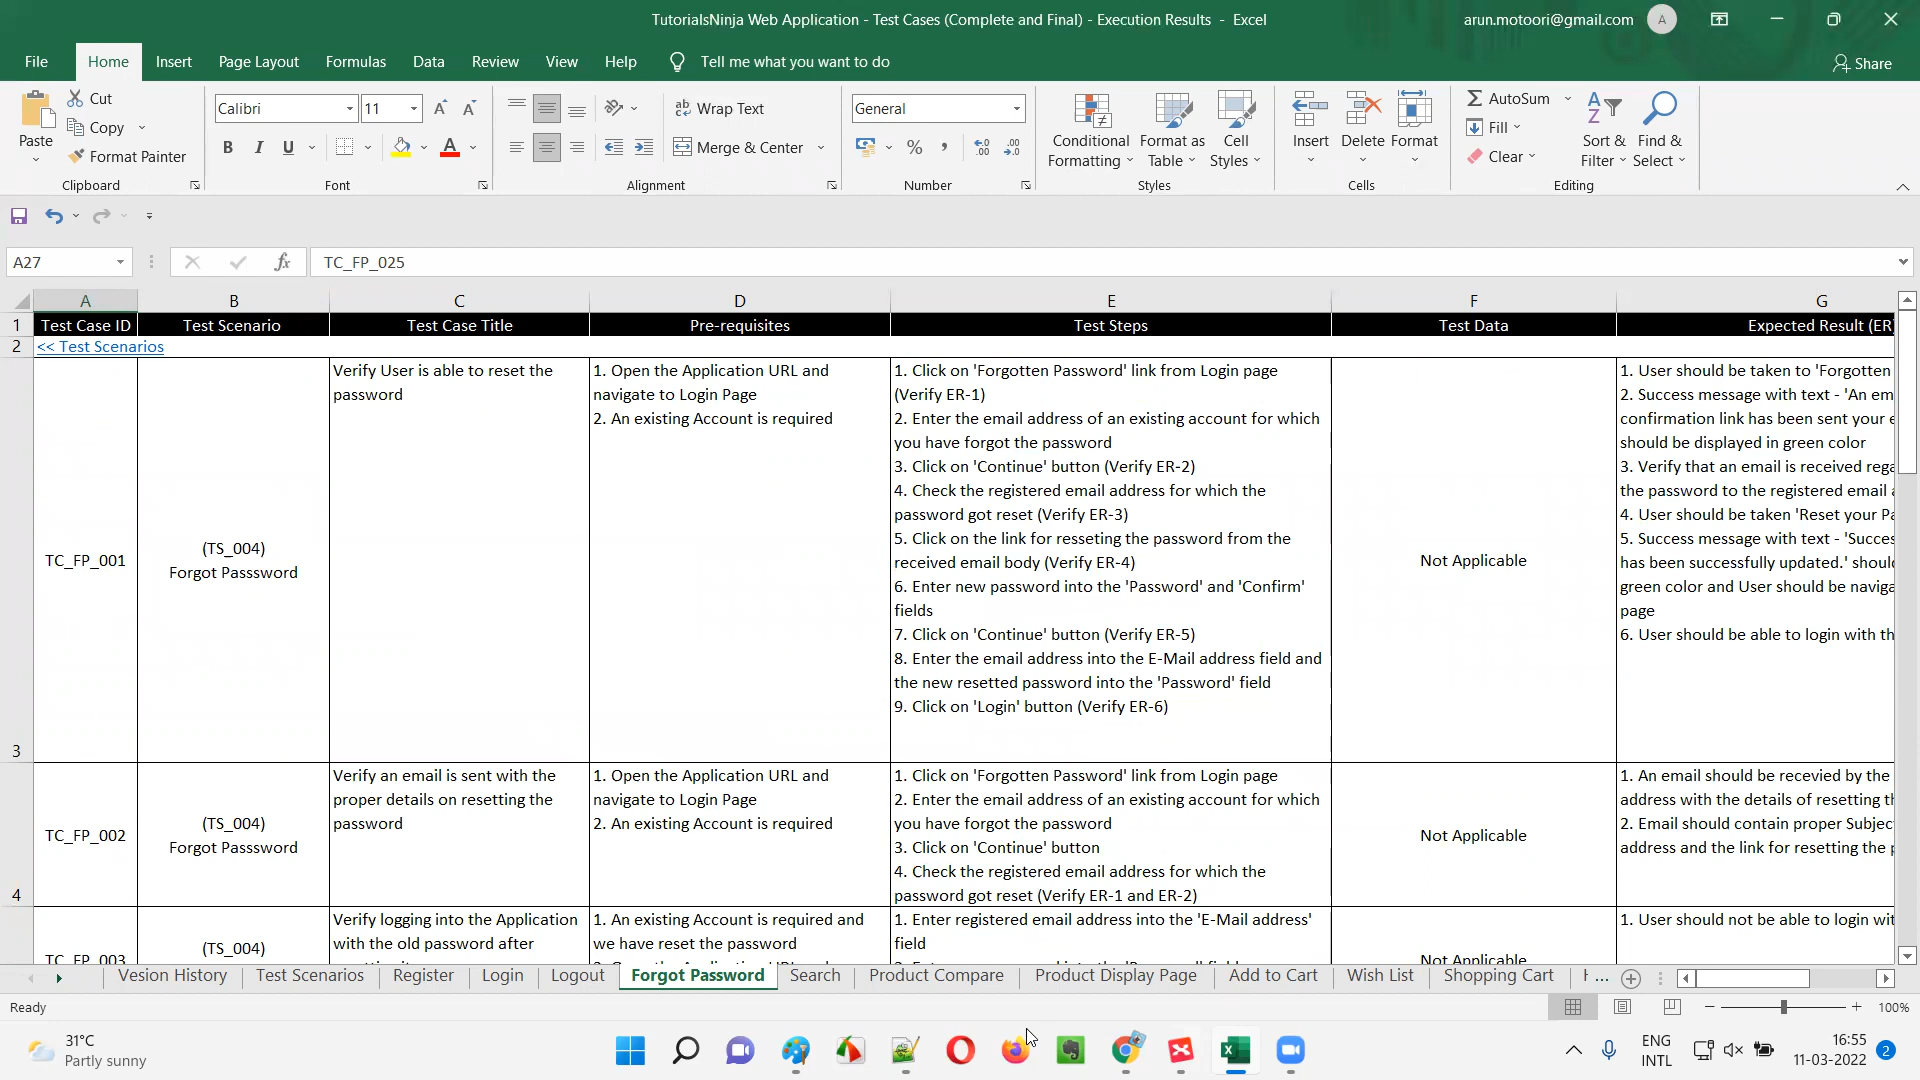 TutorialsNinja Web Application - Test Cases (Complete and Final) - Execution Results - Excel
arun.motoori@gmail.com
A
File
Home
Insert
Page Layout
Formulas
Data
Review
View
Help
Tell me what you want to do
Share
Paste
Cut
Copy
Format Painter
Clipboard
Calibri
11
B I U
Font
Wrap Text
Merge & Center
Alignment
General
% ,
Number
Conditional Formatting
Format as Table
Cell Styles
Styles
Insert
Delete
Format
Cells
AutoSum
Fill
Clear
Sort & Filter
Find & Select
Editing
A27
fx
TC_FP_025
A B C D E F G
1 Test Case ID Test Scenario Test Case Title Pre-requisites Test Steps Test Data Expected Result (ER)
2 << Test Scenarios
3
TC_FP_001
(TS_004)
Forgot Passsword
Verify User is able to reset the
password
1. Open the Application URL and
navigate to Login Page
2. An existing Account is required
1. Click on 'Forgotten Password' link from Login page
(Verify ER-1)
2. Enter the email address of an existing account for which
you have forgot the password
3. Click on 'Continue' button (Verify ER-2)
4. Check the registered email address for which the
password got reset (Verify ER-3)
5. Click on the link for resseting the password from the
received email body (Verify ER-4)
6. Enter new password into the 'Password' and 'Confirm'
fields
7. Click on 'Continue' button (Verify ER-5)
8. Enter the email address into the E-Mail address field and
the new resetted password into the 'Password' field
9. Click on 'Login' button (Verify ER-6)
Not Applicable
1. User should be taken to 'Forgotten
2. Success message with text - 'An em
confirmation link has been sent your e
should be displayed in green color
3. Verify that an email is received rega
the password to the registered email a
4. User should be taken 'Reset your Pa
5. Success message with text - 'Succes
has been successfully updated.' shoul
green color and User should be naviga
page
6. User should be able to login with th
4
TC_FP_002
(TS_004)
Forgot Passsword
Verify an email is sent with the
proper details on resetting the
password
1. Open the Application URL and
navigate to Login Page
2. An existing Account is required
1. Click on 'Forgotten Password' link from Login page
2. Enter the email address of an existing account for which
you have forgot the password
3. Click on 'Continue' button
4. Check the registered email address for which the
password got reset (Verify ER-1 and ER-2)
Not Applicable
1. An email should be recevied by the
address with the details of resetting th
2. Email should contain proper Subjec
address and the link for resetting the p
TC_FP_003
(TS_004)
Verify logging into the Application
with the old password after
1. An existing Account is required and
we have reset the password
1. Enter registered email address into the 'E-Mail address'
field
Not Applicable
1. User should not be able to login wit
Vesion History
Test Scenarios
Register
Login
Logout
Forgot Password
Search
Product Compare
Product Display Page
Add to Cart
Wish List
Shopping Cart
...
Ready
100%
31°C
Partly sunny
ENG
INTL
16:55
11-03-2022
2